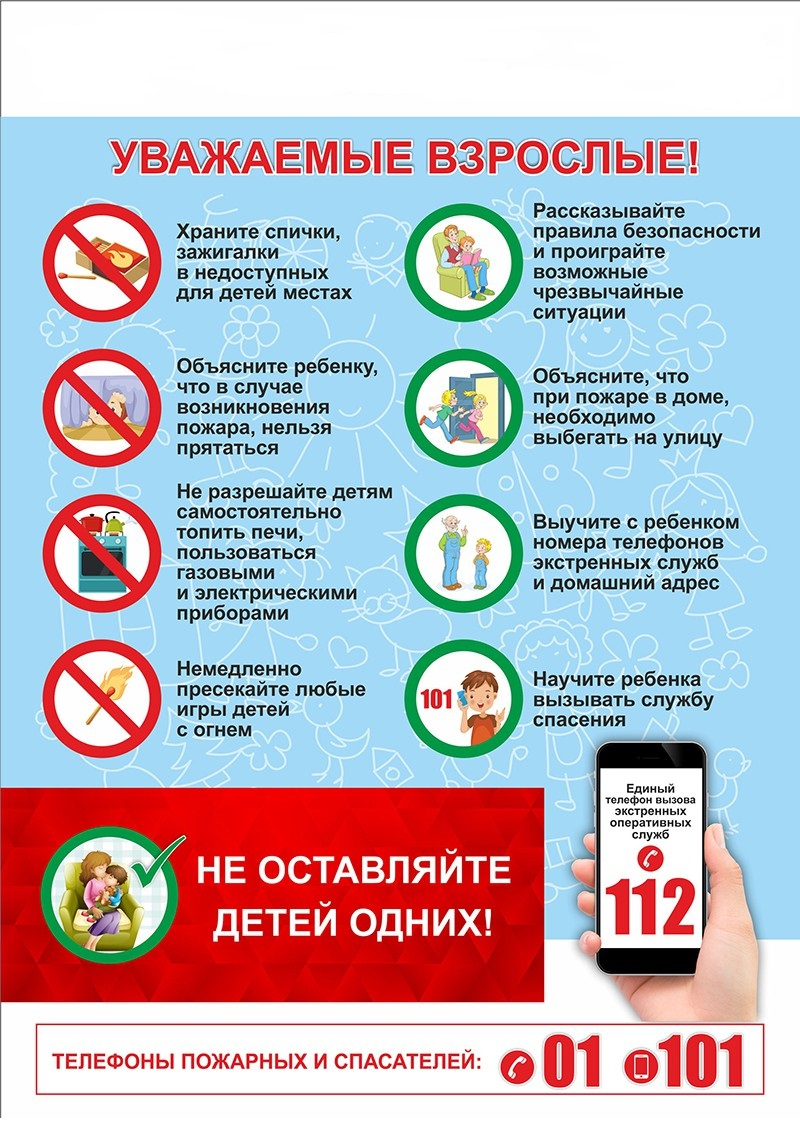 УВАЖАЕМЫЕ ВЗРОСЛЫЕ!
Храните спички,
зажигалки
в недоступных
для детей местах
Объясните ребенку,
что в случае
возникновения
пожара, нельзя
прятаться
Не разрешайте детям
самостоятельно
топить печи,
пользоваться
газовыми
и электрическими
приборами
Немедленно
пресекайте любые
игры детей
с огнем
Рассказывайте
правила безопасности
и проиграйте
возможные
чрезвычайные
ситуации
Объясните, что
при пожаре в доме,
необходимо
выбегать на улицу
Выучите с ребенком
номера телефонов
экстренных служб
и домашний адрес
101
Научите ребенка
вызывать службу
спасения
НЕ ОСТАВЛЯЙТЕ
ДЕТЕЙ ОДНИХ!
Единый
телефон вызова
экстренных
оперативных
служб
112
ТЕЛЕФОНЫ ПОЖАРНЫХ И СПАСАТЕЛЕЙ: 01 101